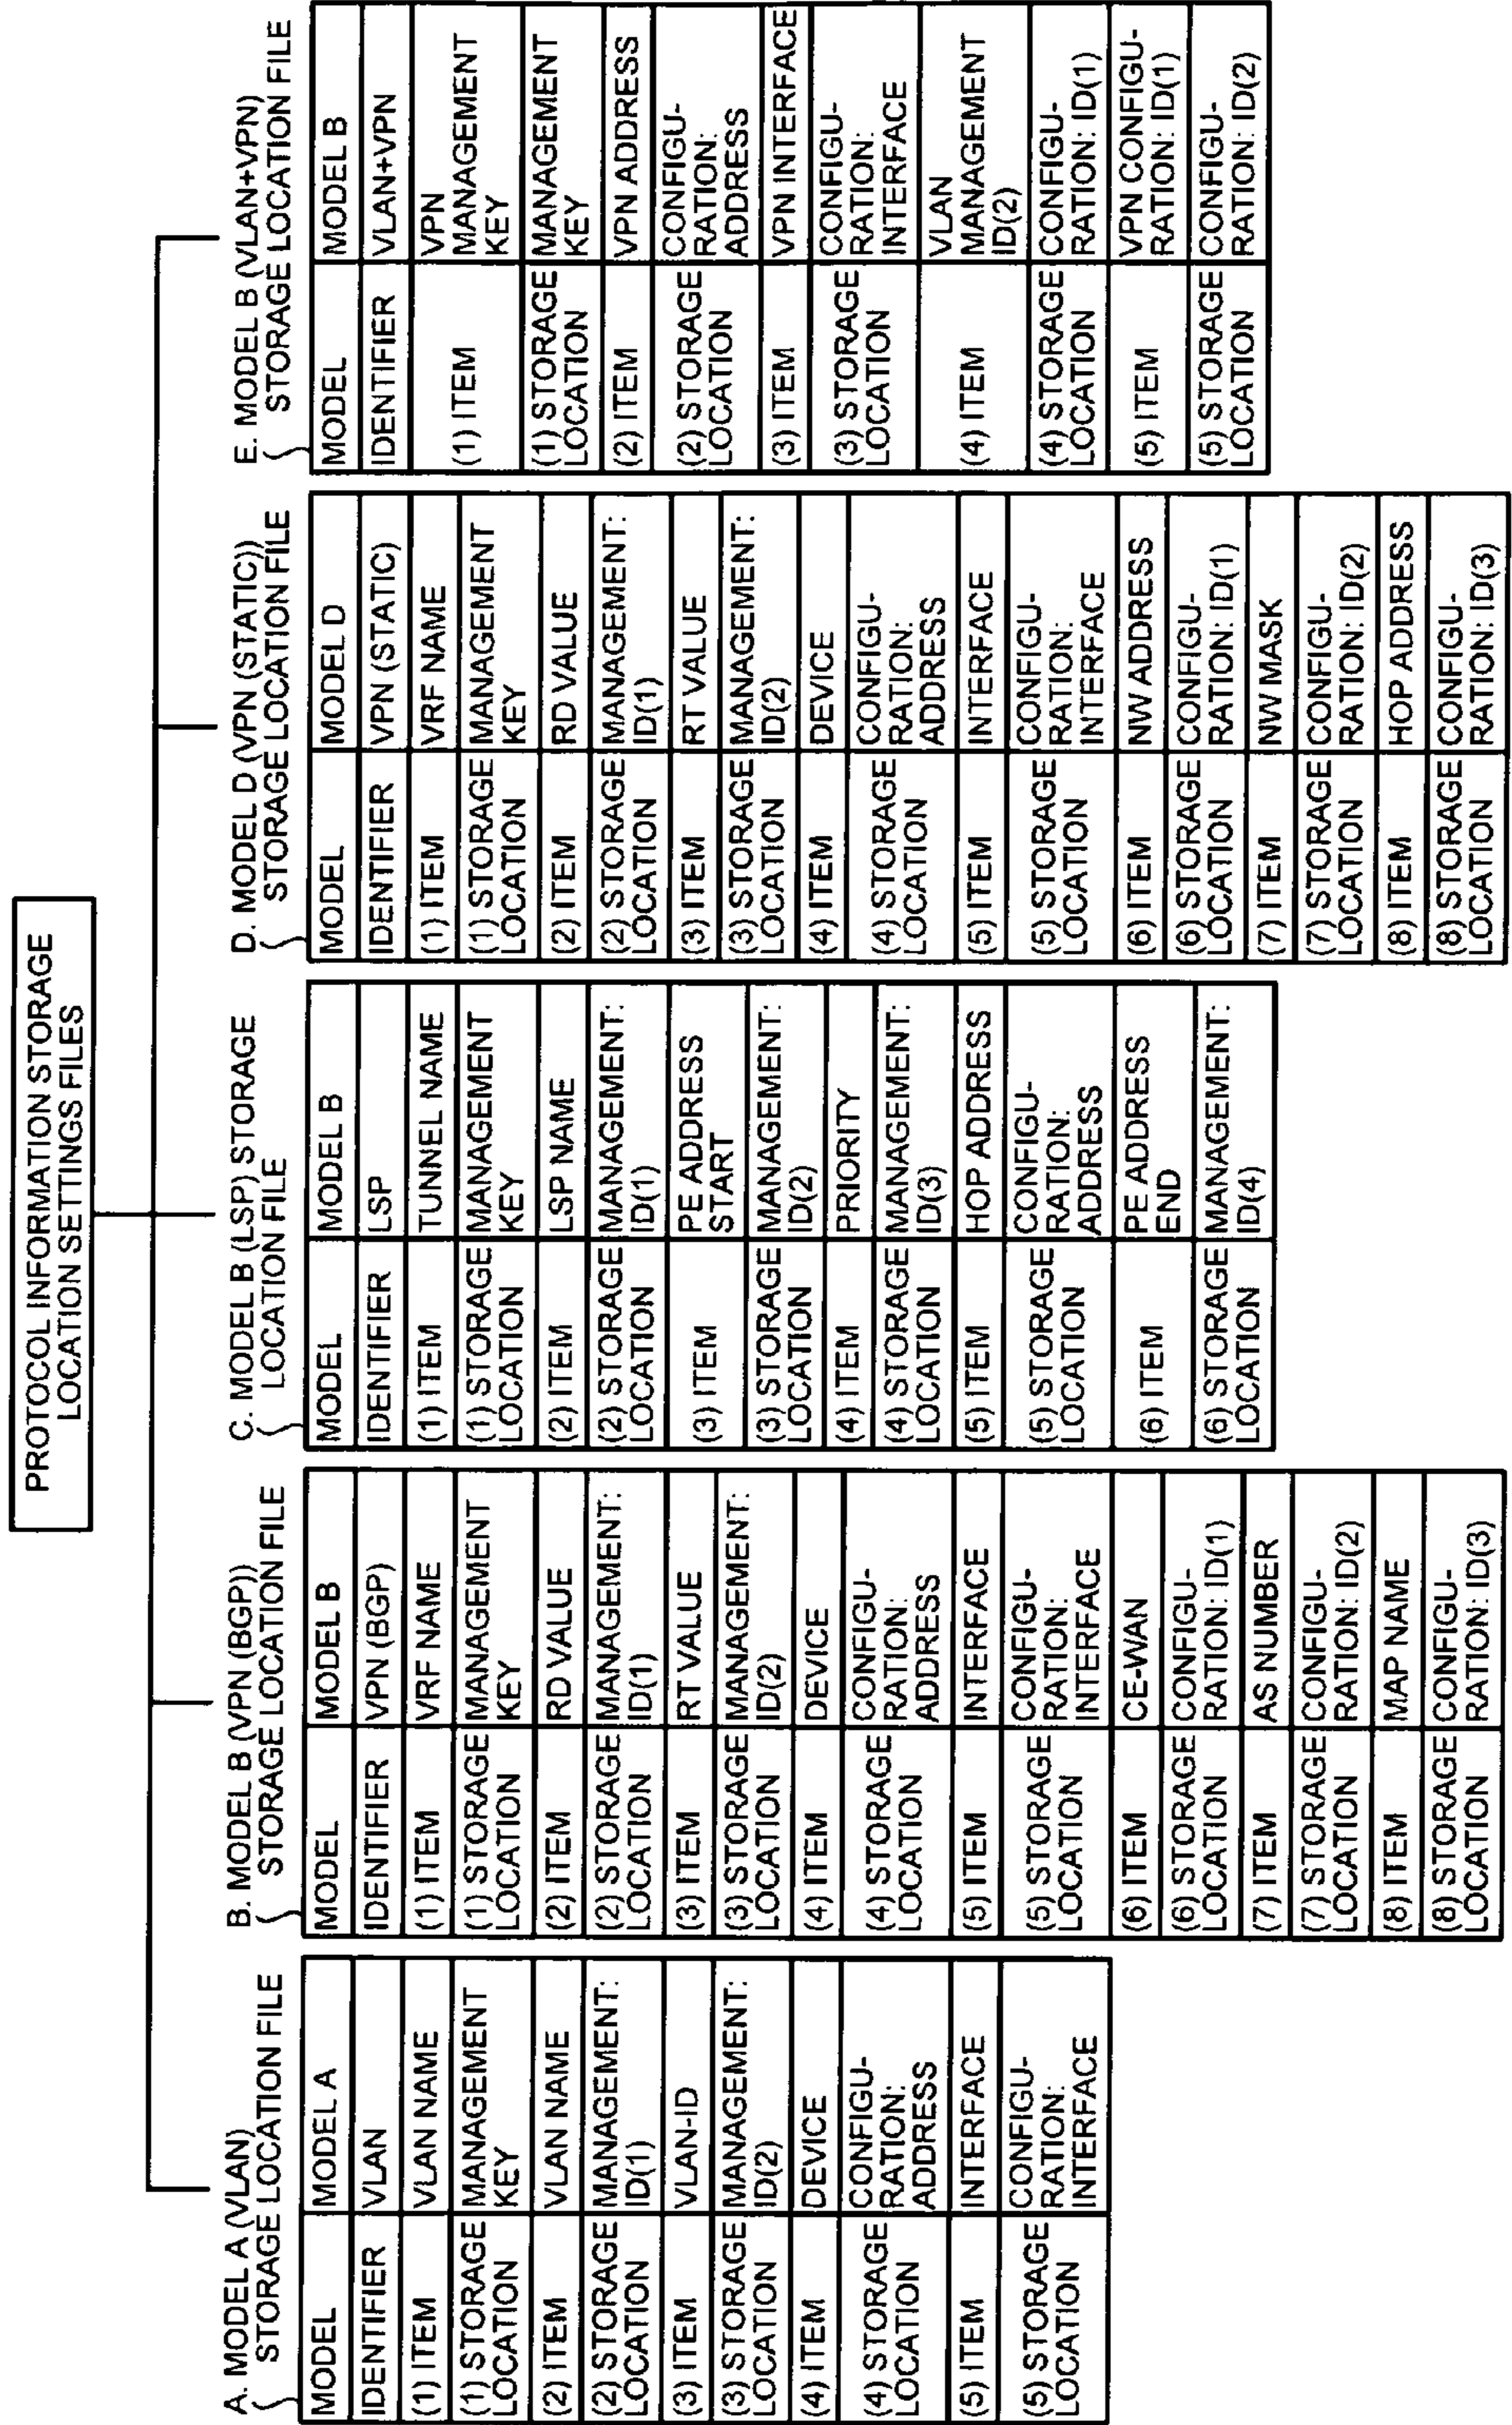 PROTOCOL INFORMATION STORAGE
LOCATION SETTINGS FILES
A. MODEL A (VLAN)
STORAGE LOCATION FILE
MODEL MODEL A
IDENTIFIER VLAN
(1) ITEM VLAN NAME
(1) STORAGE MANAGEMENT
LOCATION KEY
(2) ITEM VLAN NAME
(2) STORAGE MANAGEMENT:
LOCATION ID(1)
(3) ITEM VLAN-ID
(3) STORAGE MANAGEMENT:
LOCATION ID(2)
(4) ITEM DEVICE
(4) STORAGE
LOCATION
CONFIGU-
RATION:
ADDRESS
(5) ITEM INTERFACE
(5) STORAGE
LOCATION
CONFIGU-
RATION:
INTERFACE
B. MODEL B (VPN (BGP))
STORAGE LOCATION FILE
MODEL MODEL B
IDENTIFIER VPN (BGP)
(1) ITEM VRF NAME
(1) STORAGE MANAGEMENT
LOCATION KEY
(2) ITEM RD VALUE
(2) STORAGE MANAGEMENT:
LOCATION ID(1)
(3) ITEM RT VALUE
(3) STORAGE MANAGEMENT:
LOCATION ID(2)
(4) ITEM DEVICE
(4) STORAGE
LOCATION
CONFIGU-
RATION:
ADDRESS
(5) ITEM INTERFACE
(5) STORAGE
LOCATION
CONFIGU-
RATION:
INTERFACE
(6) ITEM CE-WAN
(6) STORAGE CONFIGU-
LOCATION RATION: ID(1)
(7) ITEM AS NUMBER
(7) STORAGE CONFIGU-
LOCATION RATION: ID(2)
(8) ITEM MAP NAME
(8) STORAGE CONFIGU-
LOCATION RATION: ID(3)
C. MODEL B (LSP) STORAGE
LOCATION FILE
MODEL MODEL B
IDENTIFIER LSP
(1) ITEM TUNNEL NAME
(1) STORAGE MANAGEMENT
LOCATION KEY
(2) ITEM LSP NAME
(2) STORAGE MANAGEMENT:
LOCATION ID(1)
(3) ITEM
PE ADDRESS
START
(3) STORAGE MANAGEMENT:
LOCATION ID(2)
(4) ITEM PRIORITY
(4) STORAGE MANAGEMENT:
LOCATION ID(3)
(5) ITEM HOP ADDRESS
(5) STORAGE
LOCATION
CONFIGU-
RATION:
ADDRESS
(6) ITEM
PE ADDRESS
END
(6) STORAGE MANAGEMENT:
LOCATION ID(4)
D. MODEL D (VPN (STATIC))
STORAGE LOCATION FILE
MODEL MODEL D
IDENTIFIER VPN (STATIC)
(1) ITEM VRF NAME
(1) STORAGE MANAGEMENT
LOCATION KEY
(2) ITEM RD VALUE
(2) STORAGE MANAGEMENT:
LOCATION ID(1)
(3) ITEM RT VALUE
(3) STORAGE MANAGEMENT:
LOCATION ID(2)
(4) ITEM DEVICE
(4) STORAGE
LOCATION
CONFIGU-
RATION:
ADDRESS
(5) ITEM INTERFACE
(5) STORAGE
LOCATION
CONFIGU-
RATION:
INTERFACE
(6) ITEM NW ADDRESS
(6) STORAGE CONFIGU-
LOCATION RATION: ID(1)
(7) ITEM NW MASK
(7) STORAGE CONFIGU-
LOCATION RATION: ID(2)
(8) ITEM HOP ADDRESS
(8) STORAGE CONFIGU-
LOCATION RATION: ID(3)
E. MODEL B (VLAN+VPN)
STORAGE LOCATION FILE
MODEL MODEL B
IDENTIFIER VLAN+VPN
(1) ITEM
VPN
MANAGEMENT
KEY
(1) STORAGE MANAGEMENT
LOCATION KEY
(2) ITEM VPN ADDRESS
(2) STORAGE
LOCATION
CONFIGU-
RATION:
ADDRESS
(3) ITEM VPN INTERFACE
(3) STORAGE
LOCATION
CONFIGU-
RATION:
INTERFACE
(4) ITEM
VLAN
MANAGEMENT
ID(2)
(4) STORAGE CONFIGU-
LOCATION RATION: ID(1)
(5) ITEM
VPN CONFIGU-
RATION: ID(1)
(5) STORAGE CONFIGU-
LOCATION RATION: ID(2)